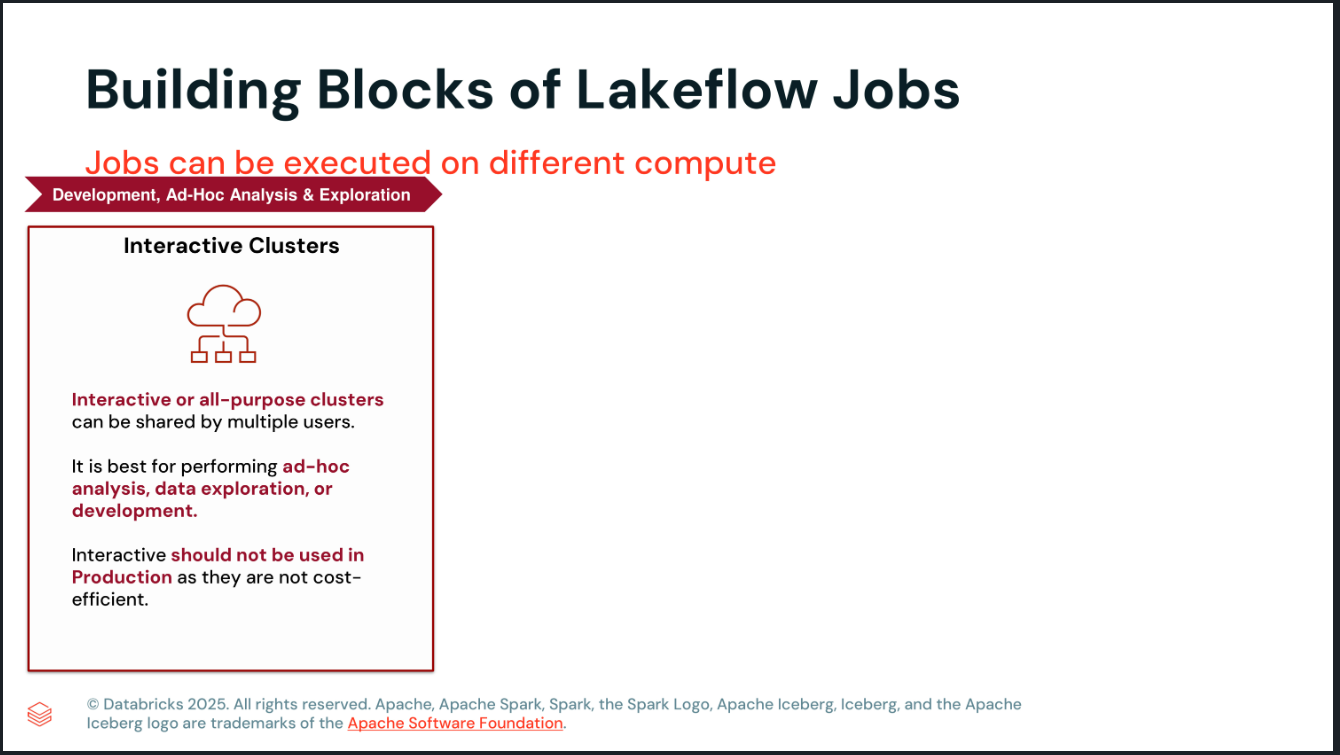 Building Blocks of Lakeflow Jobs
Jobs can be executed on different compute
Development, Ad-Hoc Analysis & Exploration
Interactive Clusters
Interactive or all-purpose clusters
can be shared by multiple users.
It is best for performing ad-hoc
analysis, data exploration, or
development.
Interactive should not be used in
Production as they are not cost-
efficient.
© Databricks 2025. All rights reserved. Apache, Apache Spark, Spark, the Spark Logo, Apache Iceberg, Iceberg, and the Apache
Iceberg logo are trademarks of the Apache Software Foundation.